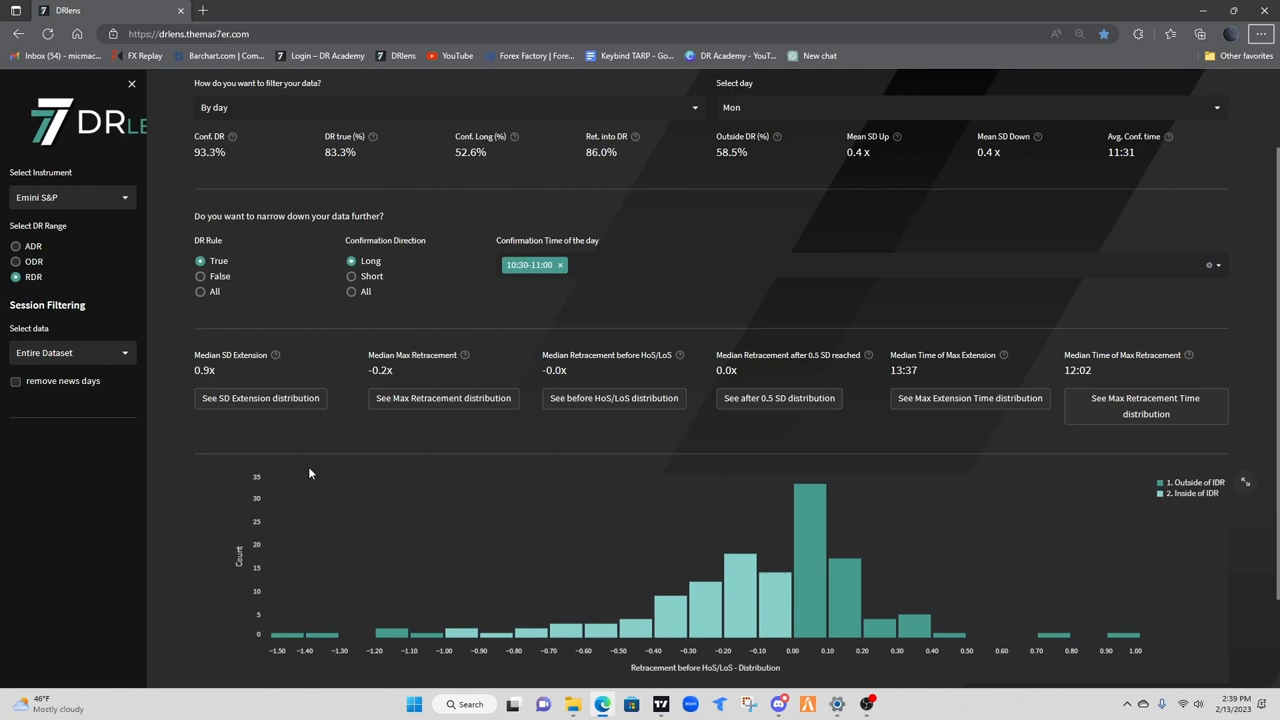 DRlens
https://drlens.themas7er.com
Inbox (54) – micmac...
FX Replay
Barchart.com | Com...
Login – DR Academy
DRlens
YouTube
Forex Factory | Fore...
Keybind TARP - Go...
DR Academy – YouT...
New chat
Other favorites
DRLE
Select Instrument
Emini S&P
Select DR Range
ADR
ODR
RDR
Session Filtering
Select data
Entire Dataset
remove news days
How do you want to filter your data?
Select day
By day
Mon
Conf. DR
DR true (%)
Conf. Long (%)
Ret. into DR
Outside DR (%)
Mean SD Up
Mean SD Down
Avg. Conf. time
93.3%
83.3%
52.6%
86.0%
58.5%
0.4 x
0.4 x
11:31
Do you want to narrow down your data further?
DR Rule
Confirmation Direction
Confirmation Time of the day
True
Long
10:30-11:00 ×
False
Short
All
All
Median SD Extension
Median Max Retracement
Median Retracement before HoS/LoS
Median Retracement after 0.5 SD reached
Median Time of Max Extension
Median Time of Max Retracement
0.9x
-0.2x
-0.0x
0.0x
13:37
12:02
See SD Extension distribution
See Max Retracement distribution
See before HoS/LoS distribution
See after 0.5 SD distribution
See Max Extension Time distribution
See Max Retracement Time
distribution
35
30
25
20
15
10
5
0
Count
1. Outside of IDR
2. Inside of IDR
−1.50 −1.40 −1.30 −1.20 −1.10 −1.00 −0.90 −0.80 −0.70 −0.60 −0.50 −0.40 −0.30 −0.20 −0.10 0.00 0.10 0.20 0.30 0.40 0.50 0.60 0.70 0.80 0.90 1.00
Retracement before HoS/LoS - Distribution
46°F
Mostly cloudy
Search
2:39 PM
2/13/2023